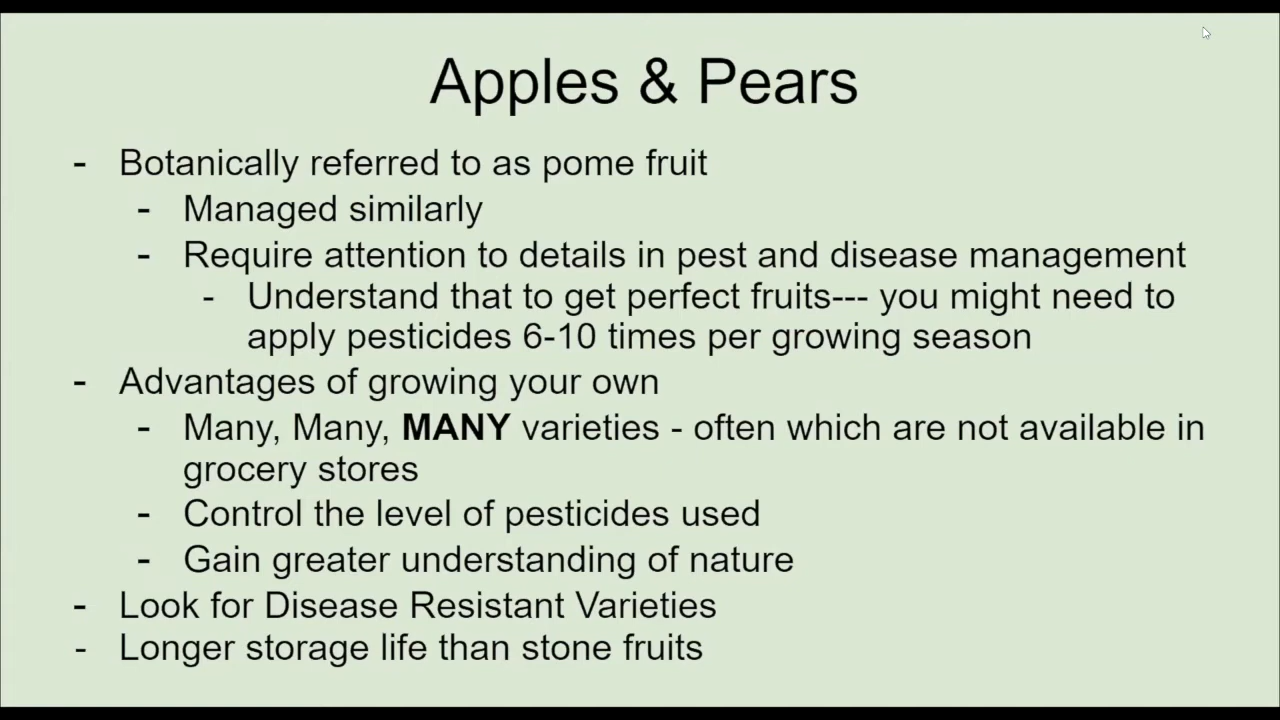 Apples & Pears
- Botanically referred to as pome fruit
- Managed similarly
- Require attention to details in pest and disease management
- Understand that to get perfect fruits--- you might need to
apply pesticides 6-10 times per growing season
- Advantages of growing your own
- Many, Many, MANY varieties - often which are not available in
grocery stores
- Control the level of pesticides used
- Gain greater understanding of nature
- Look for Disease Resistant Varieties
- Longer storage life than stone fruits